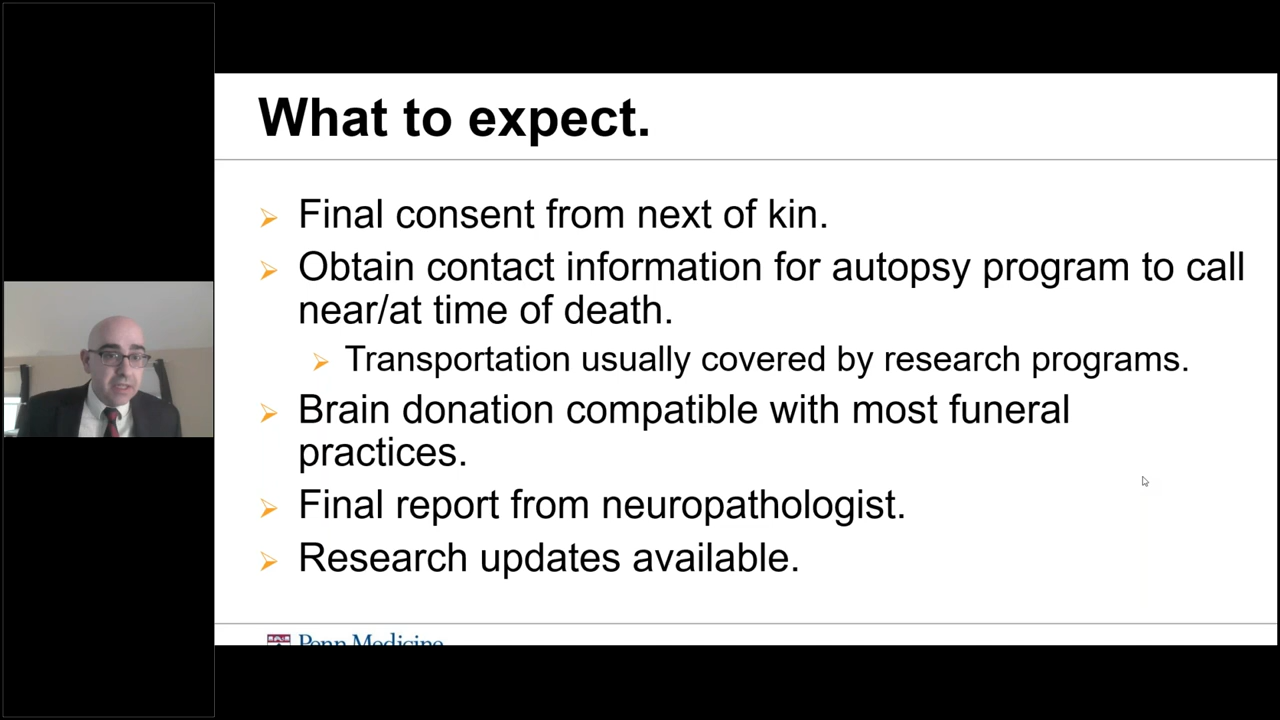 What to expect.
Final consent from next of kin.
Obtain contact information for autopsy program to call
near/at time of death.
Transportation usually covered by research programs.
Brain donation compatible with most funeral
practices.
Final report from neuropathologist.
Research updates available.
Penn Medicine